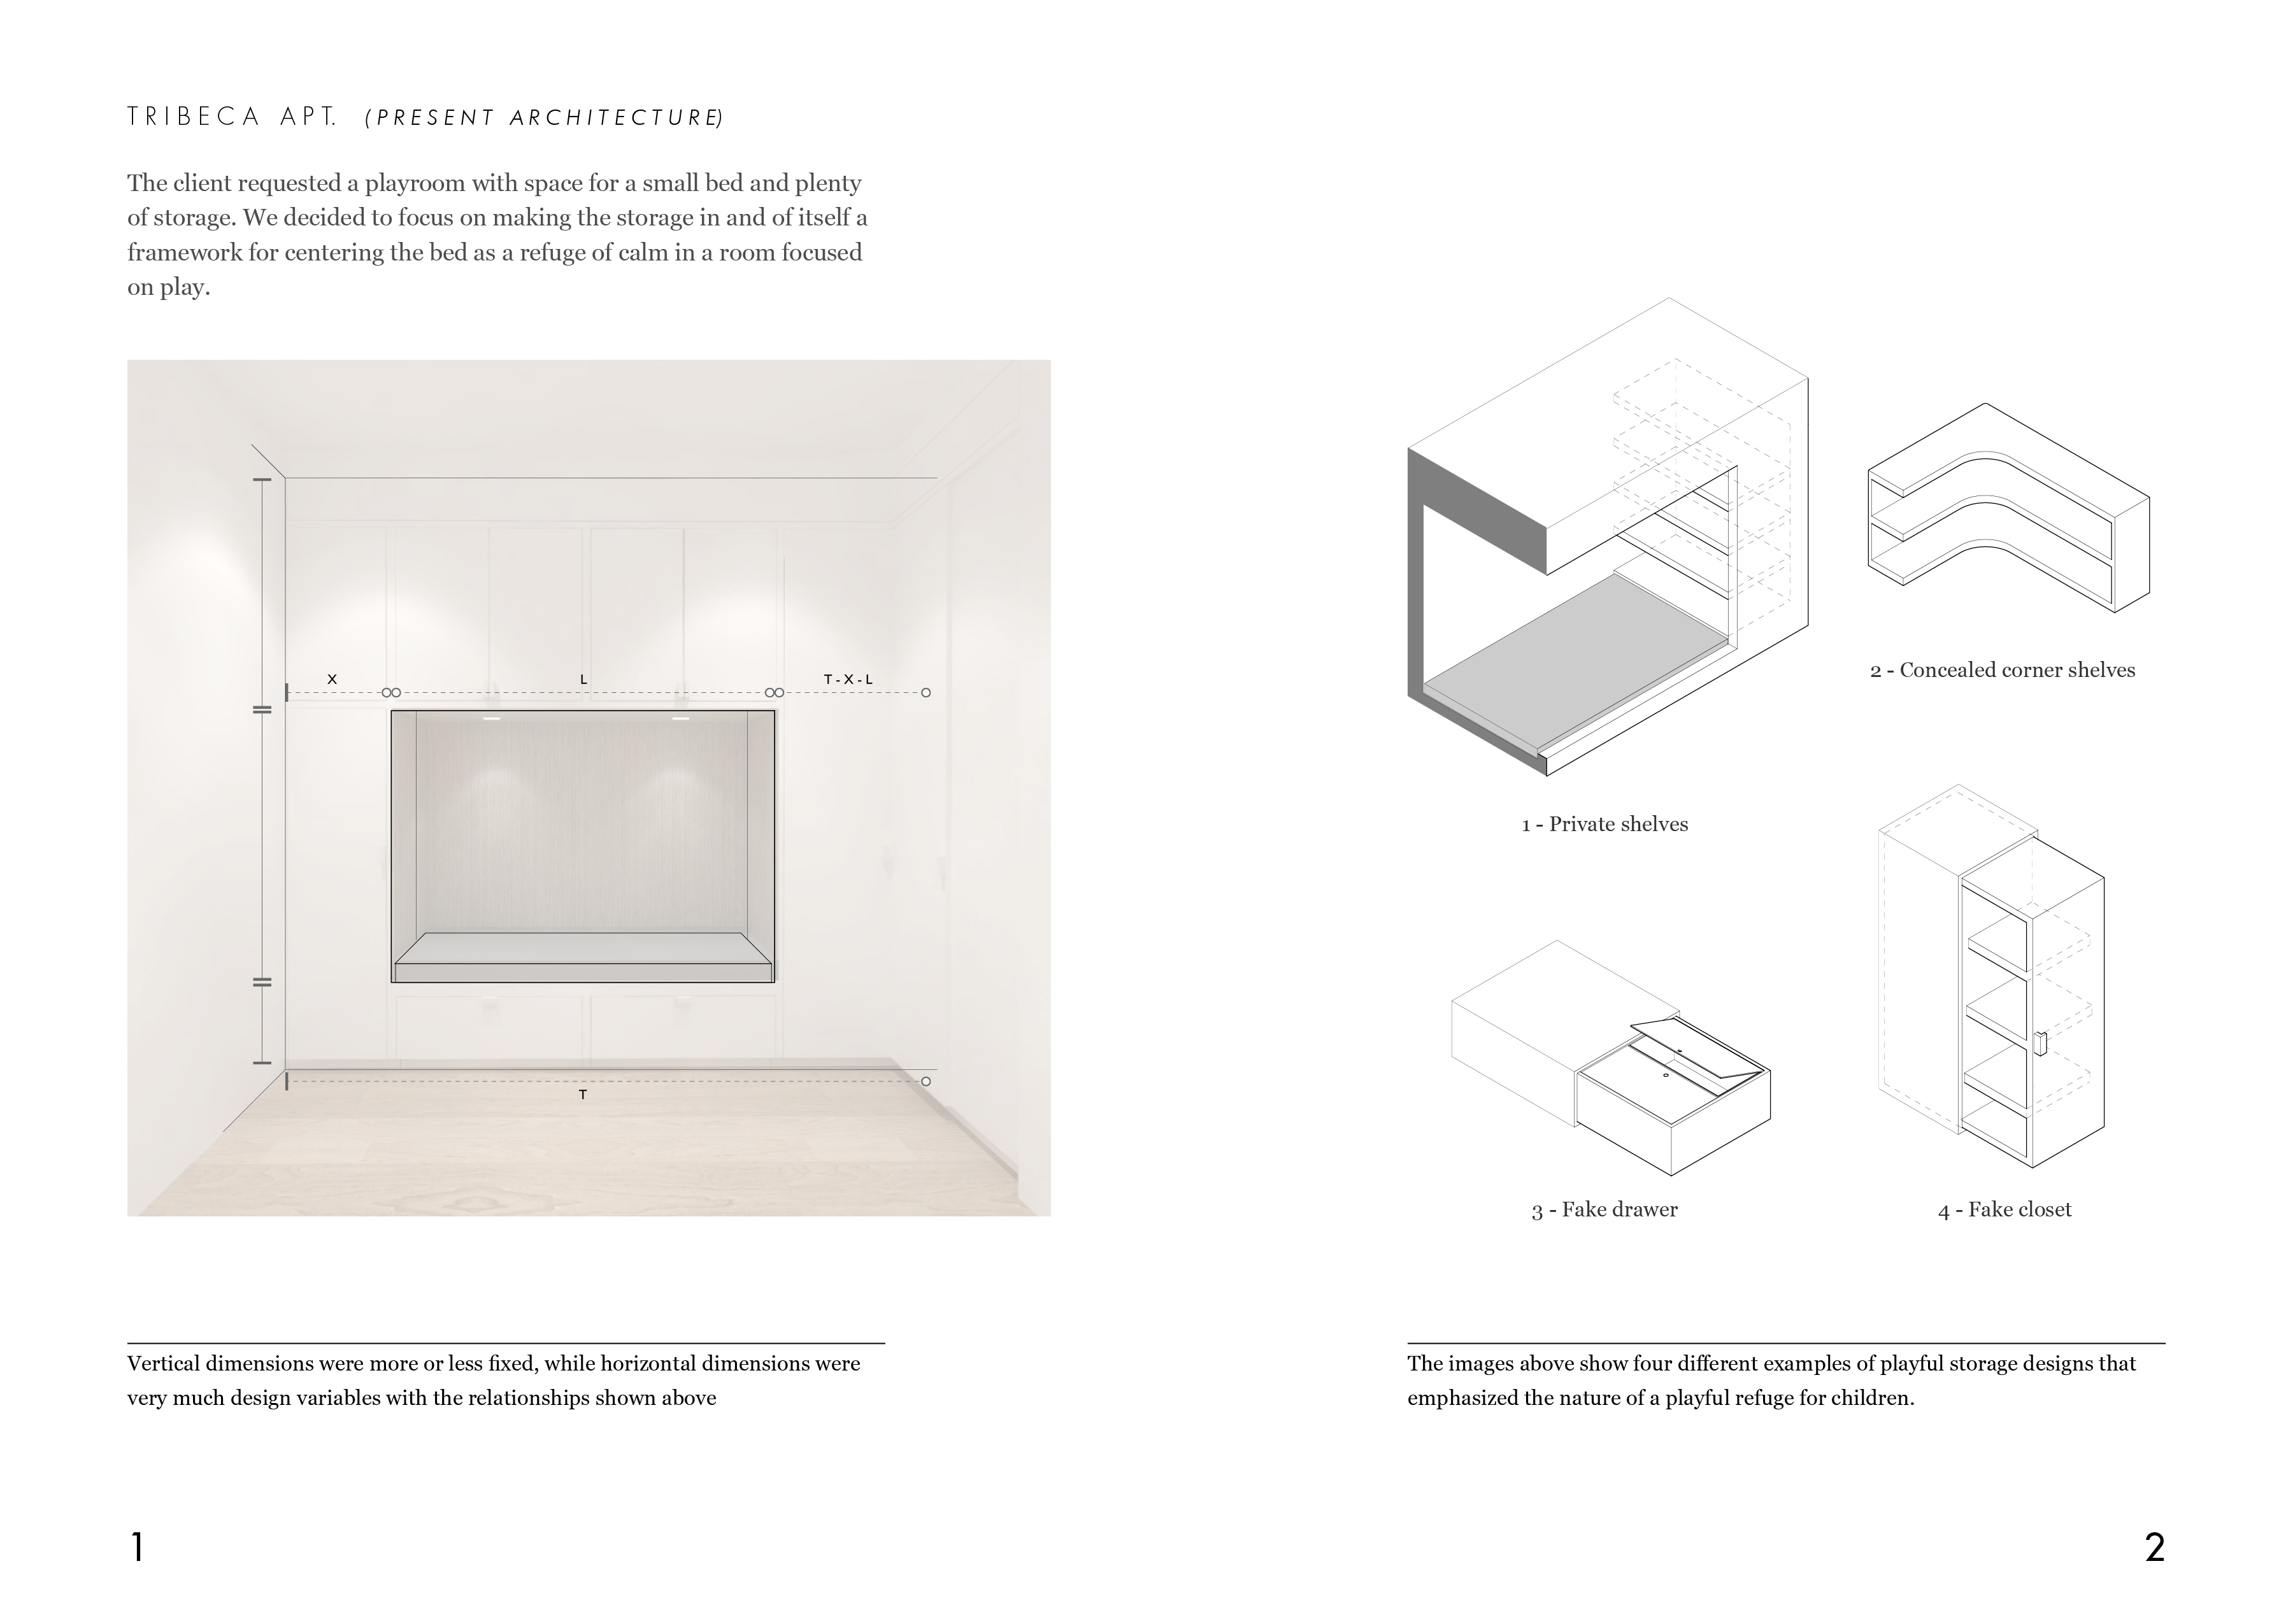 TRIBECA APT. (PRESENT ARCHITECTURE)
The client requested a playroom with space for a small bed and plenty
of storage. We decided to focus on making the storage in and of itself a
framework for centering the bed as a refuge of calm in a room focused
on play.
X
L
T-X-L
T
Vertical dimensions were more or less fixed, while horizontal dimensions were
very much design variables with the relationships shown above
1
2 - Concealed corner shelves
1 - Private shelves
3 - Fake drawer
4 - Fake closet
The images above show four different examples of playful storage designs that
emphasized the nature of a playful refuge for children.
2